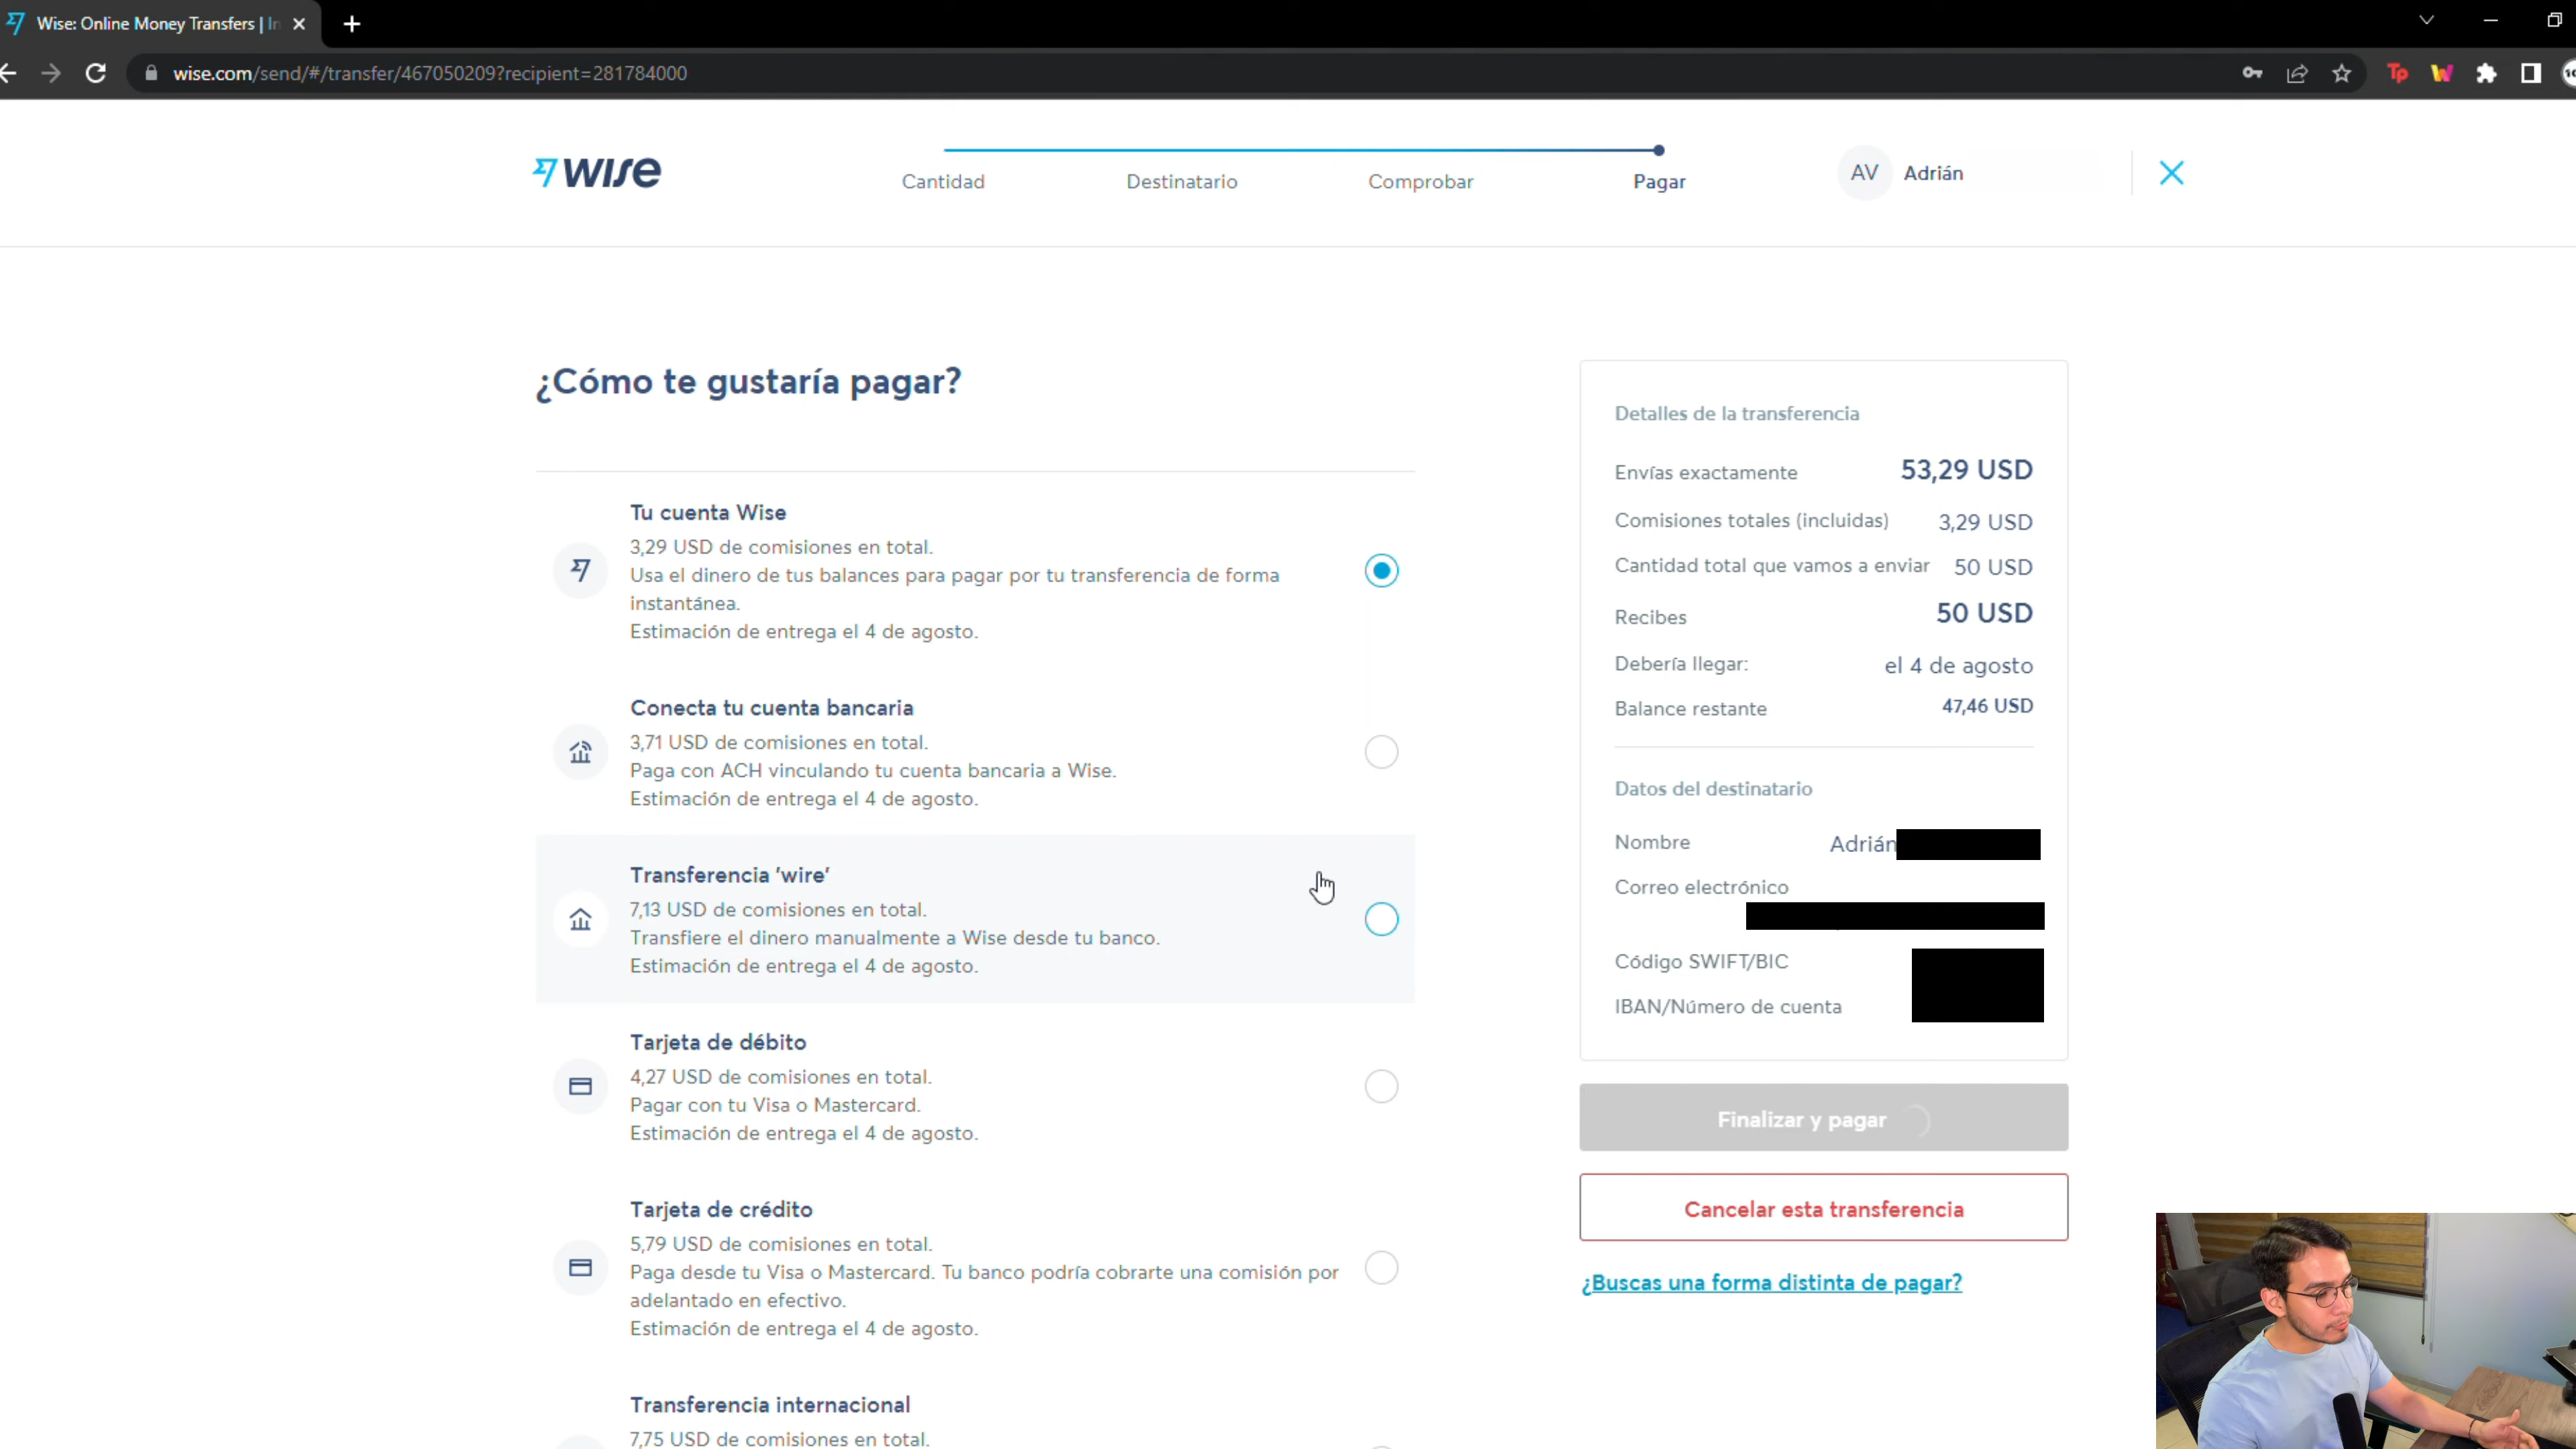 Wise: Online Money Transfers | In
wise.com/send/#/transfer/467050209?recipient=281784000
Tp
wise
Cantidad
Destinatario
Comprobar
Pagar
AV Adrián
¿Cómo te gustaría pagar?
Tu cuenta Wise
3,29 USD de comisiones en total.
Usa el dinero de tus balances para pagar por tu transferencia de forma
instantánea.
Estimación de entrega el 4 de agosto.
Conecta tu cuenta bancaria
3,71 USD de comisiones en total.
Paga con ACH vinculando tu cuenta bancaria a Wise.
Estimación de entrega el 4 de agosto.
Transferencia 'wire'
7,13 USD de comisiones en total.
Transfiere el dinero manualmente a Wise desde tu banco.
Estimación de entrega el 4 de agosto.
Tarjeta de débito
4,27 USD de comisiones en total.
Pagar con tu Visa o Mastercard.
Estimación de entrega el 4 de agosto.
Tarjeta de crédito
5,79 USD de comisiones en total.
Paga desde tu Visa o Mastercard. Tu banco podría cobrarte una comisión por
adelantado en efectivo.
Estimación de entrega el 4 de agosto.
Transferencia internacional
7,75 USD de comisiones en total.
Detalles de la transferencia
Envías exactamente 53,29 USD
Comisiones totales (incluidas) 3,29 USD
Cantidad total que vamos a enviar 50 USD
Recibes 50 USD
Debería llegar: el 4 de agosto
Balance restante 47,46 USD
Datos del destinatario
Nombre Adrián
Correo electrónico
Código SWIFT/BIC
IBAN/Número de cuenta
Finalizar y pagar
Cancelar esta transferencia
¿Buscas una forma distinta de pagar?